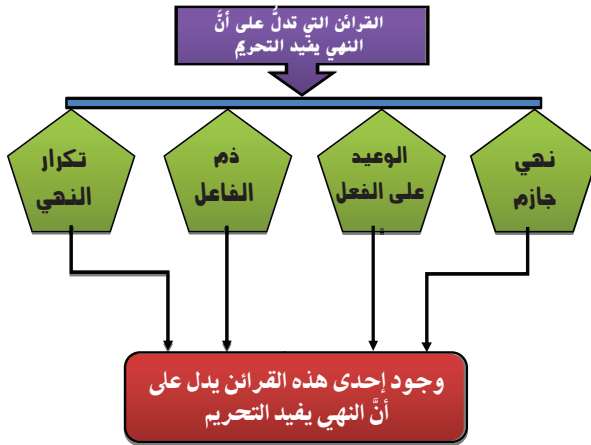 القرائن التي تدلُّ على أنَّ
النهي يفيد التحريم
نهي
جازم
الوعيد
على الفعل
ذم
الفاعل
تكرار
النهي
وجود إحدى هذه القرائن يدل على
أنَّ النهي يفيد التحريم